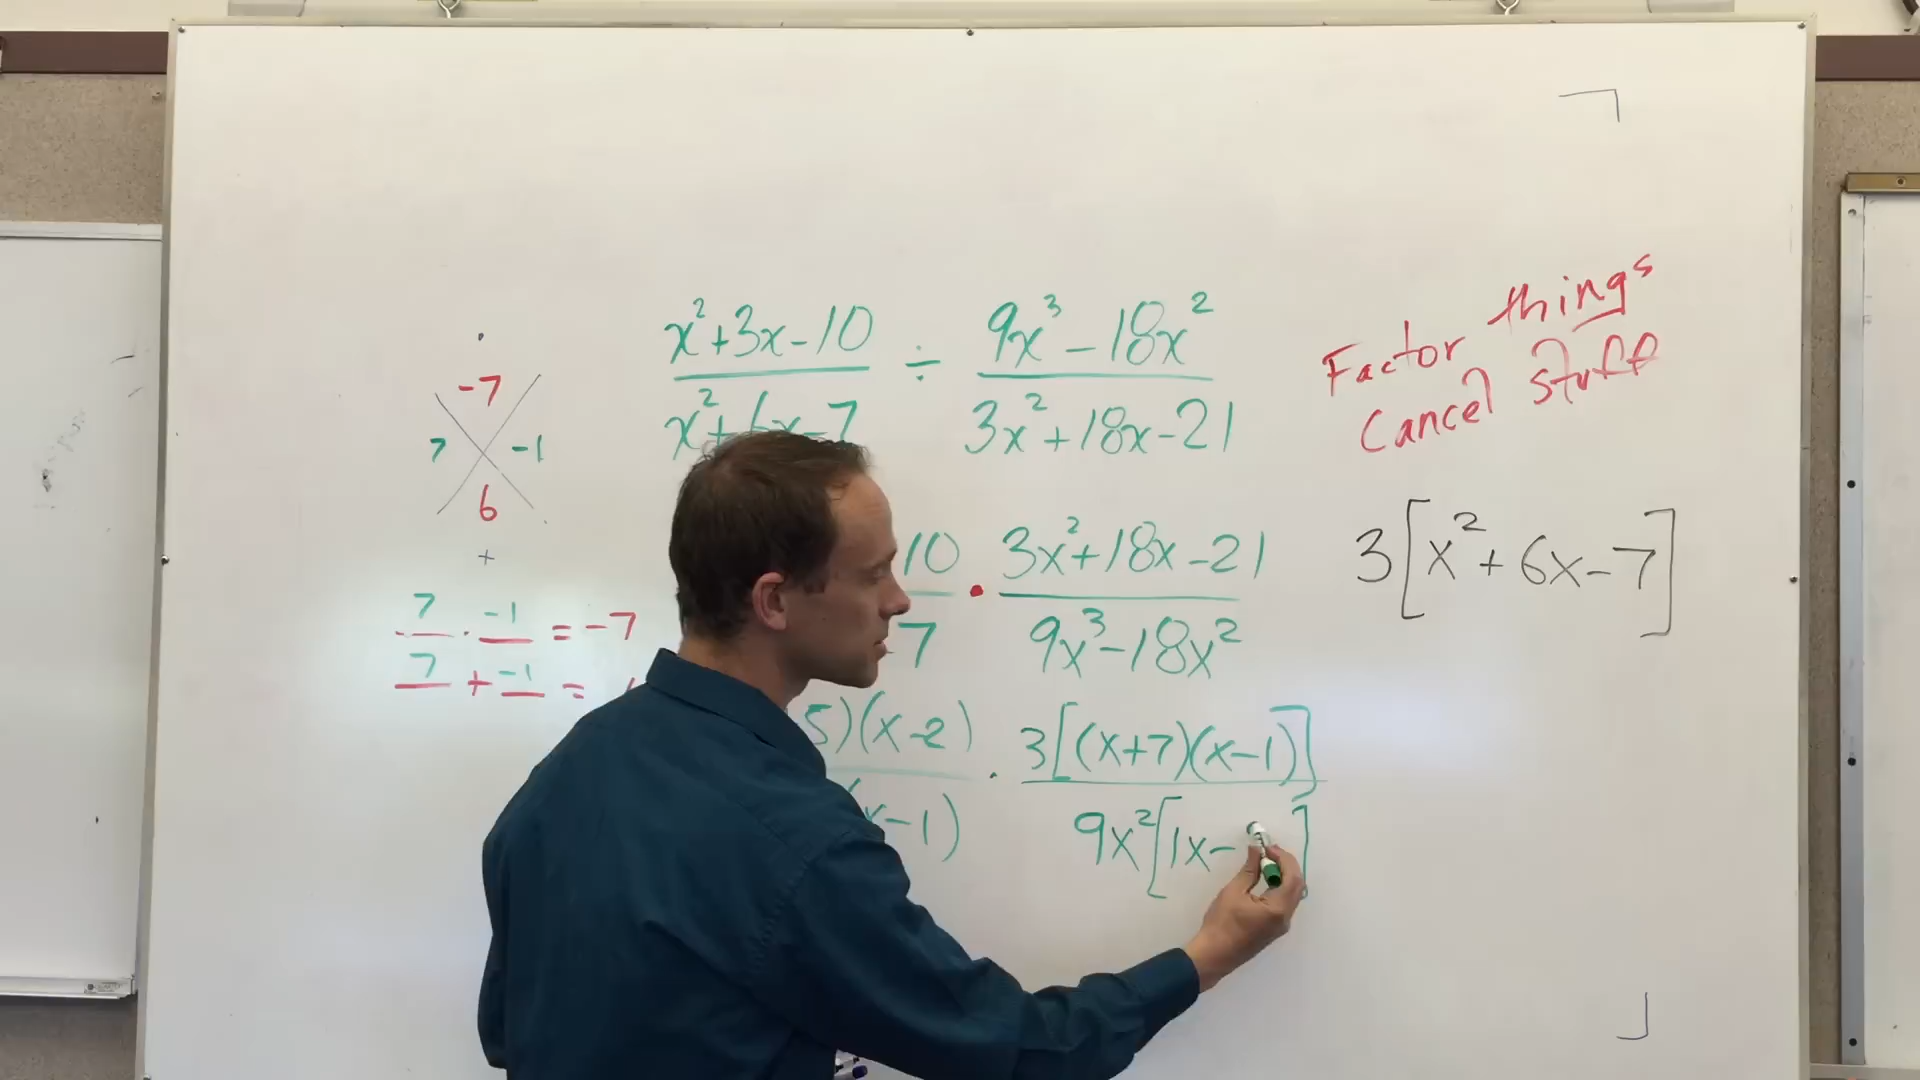 x²+3x-10 ÷ 9x³-18x²
x²+6x-7 3x²+18x-21
Factor things
Cancel stuff
-7
7 -1
6
+
7 · -1 = -7
7 + -1 =
10 • 3x²+18x-21
7 9x³-18x²
3[x²+6x-7]
5)(x-2) · 3[(x+7)(x-1)]
(x-1) 9x²[1x- ]